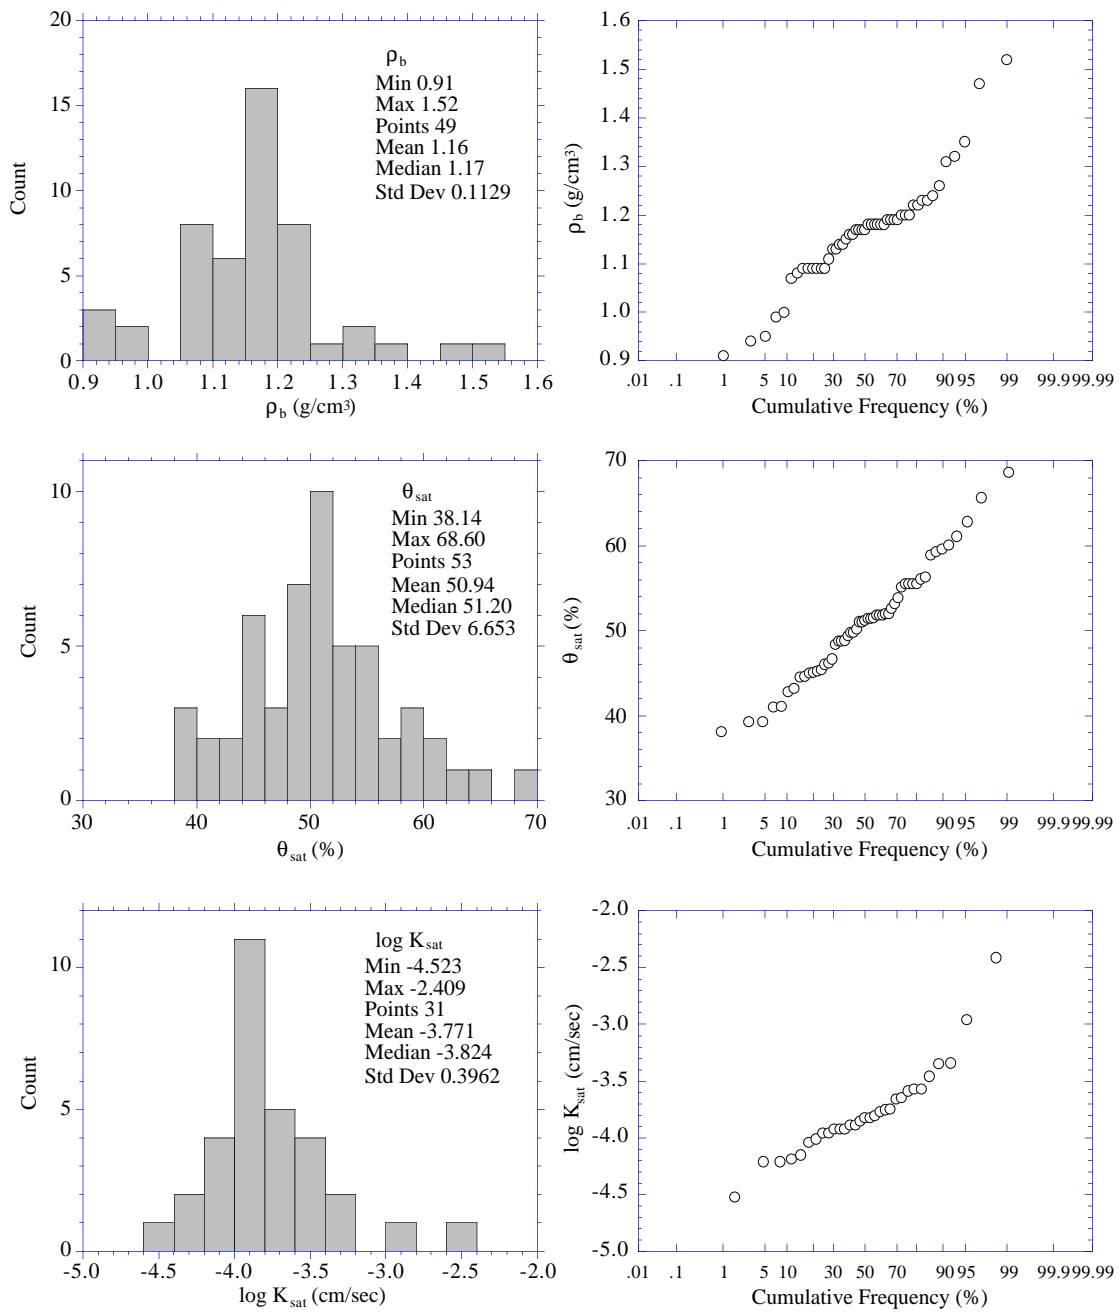 20
15
10
5
0
Count
ρb
Min 0.91
Max 1.52
Points 49
Mean 1.16
Median 1.17
Std Dev 0.1129
0.9 1.0 1.1 1.2 1.3 1.4 1.5 1.6
ρb (g/cm³)
1.6
1.5
1.4
1.3
1.2
1.1
1.0
0.9
ρb (g/cm³)
.01 .1 1 5 10 30 50 70 90 95 99 99.9 99.99
Cumulative Frequency (%)
10
5
0
Count
θsat
Min 38.14
Max 68.60
Points 53
Mean 50.94
Median 51.20
Std Dev 6.653
30 40 50 60 70
θsat (%)
70
60
50
40
30
θsat (%)
.01 .1 1 5 10 30 50 70 90 95 99 99.9 99.99
Cumulative Frequency (%)
10
5
0
Count
log Ksat
Min -4.523
Max -2.409
Points 31
Mean -3.771
Median -3.824
Std Dev 0.3962
-5.0 -4.5 -4.0 -3.5 -3.0 -2.5 -2.0
log Ksat (cm/sec)
-2.0
-2.5
-3.0
-3.5
-4.0
-4.5
-5.0
log Ksat (cm/sec)
.01 .1 1 5 10 30 50 70 90 95 99 99.9 99.99
Cumulative Frequency (%)